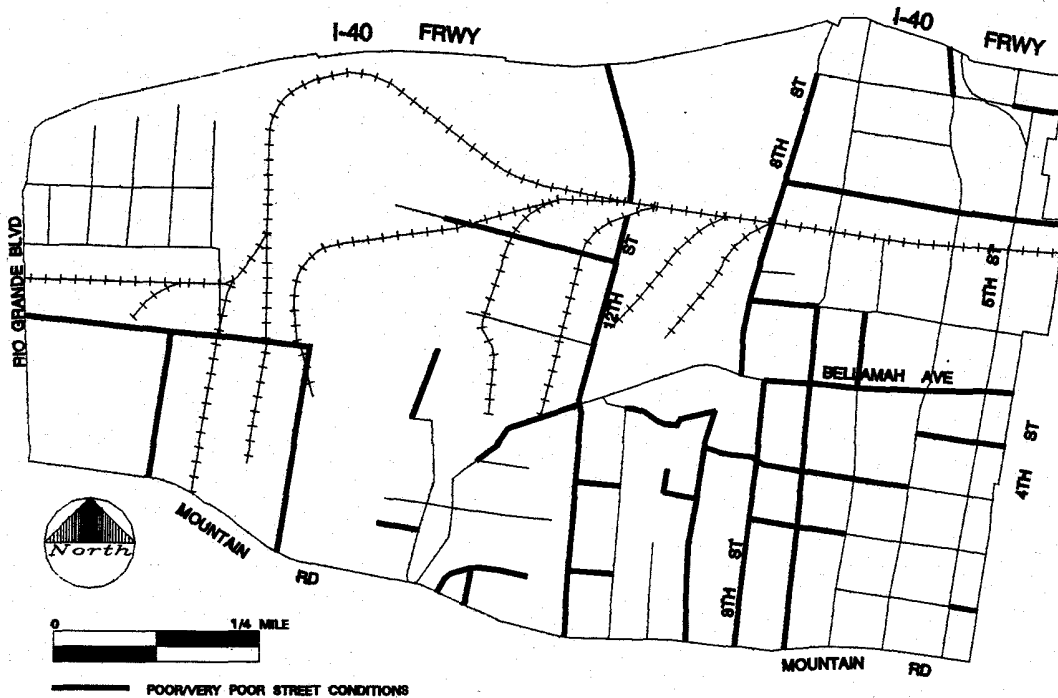 I-40 FRWY
I-40 FRWY
8TH ST
RIO GRANDE BLVD
12TH ST
6TH ST
BELLAMAH AVE
4TH ST
8TH ST
MOUNTAIN RD
North
MOUNTAIN RD
0 1/4 MILE
POOR/VERY POOR STREET CONDITIONS